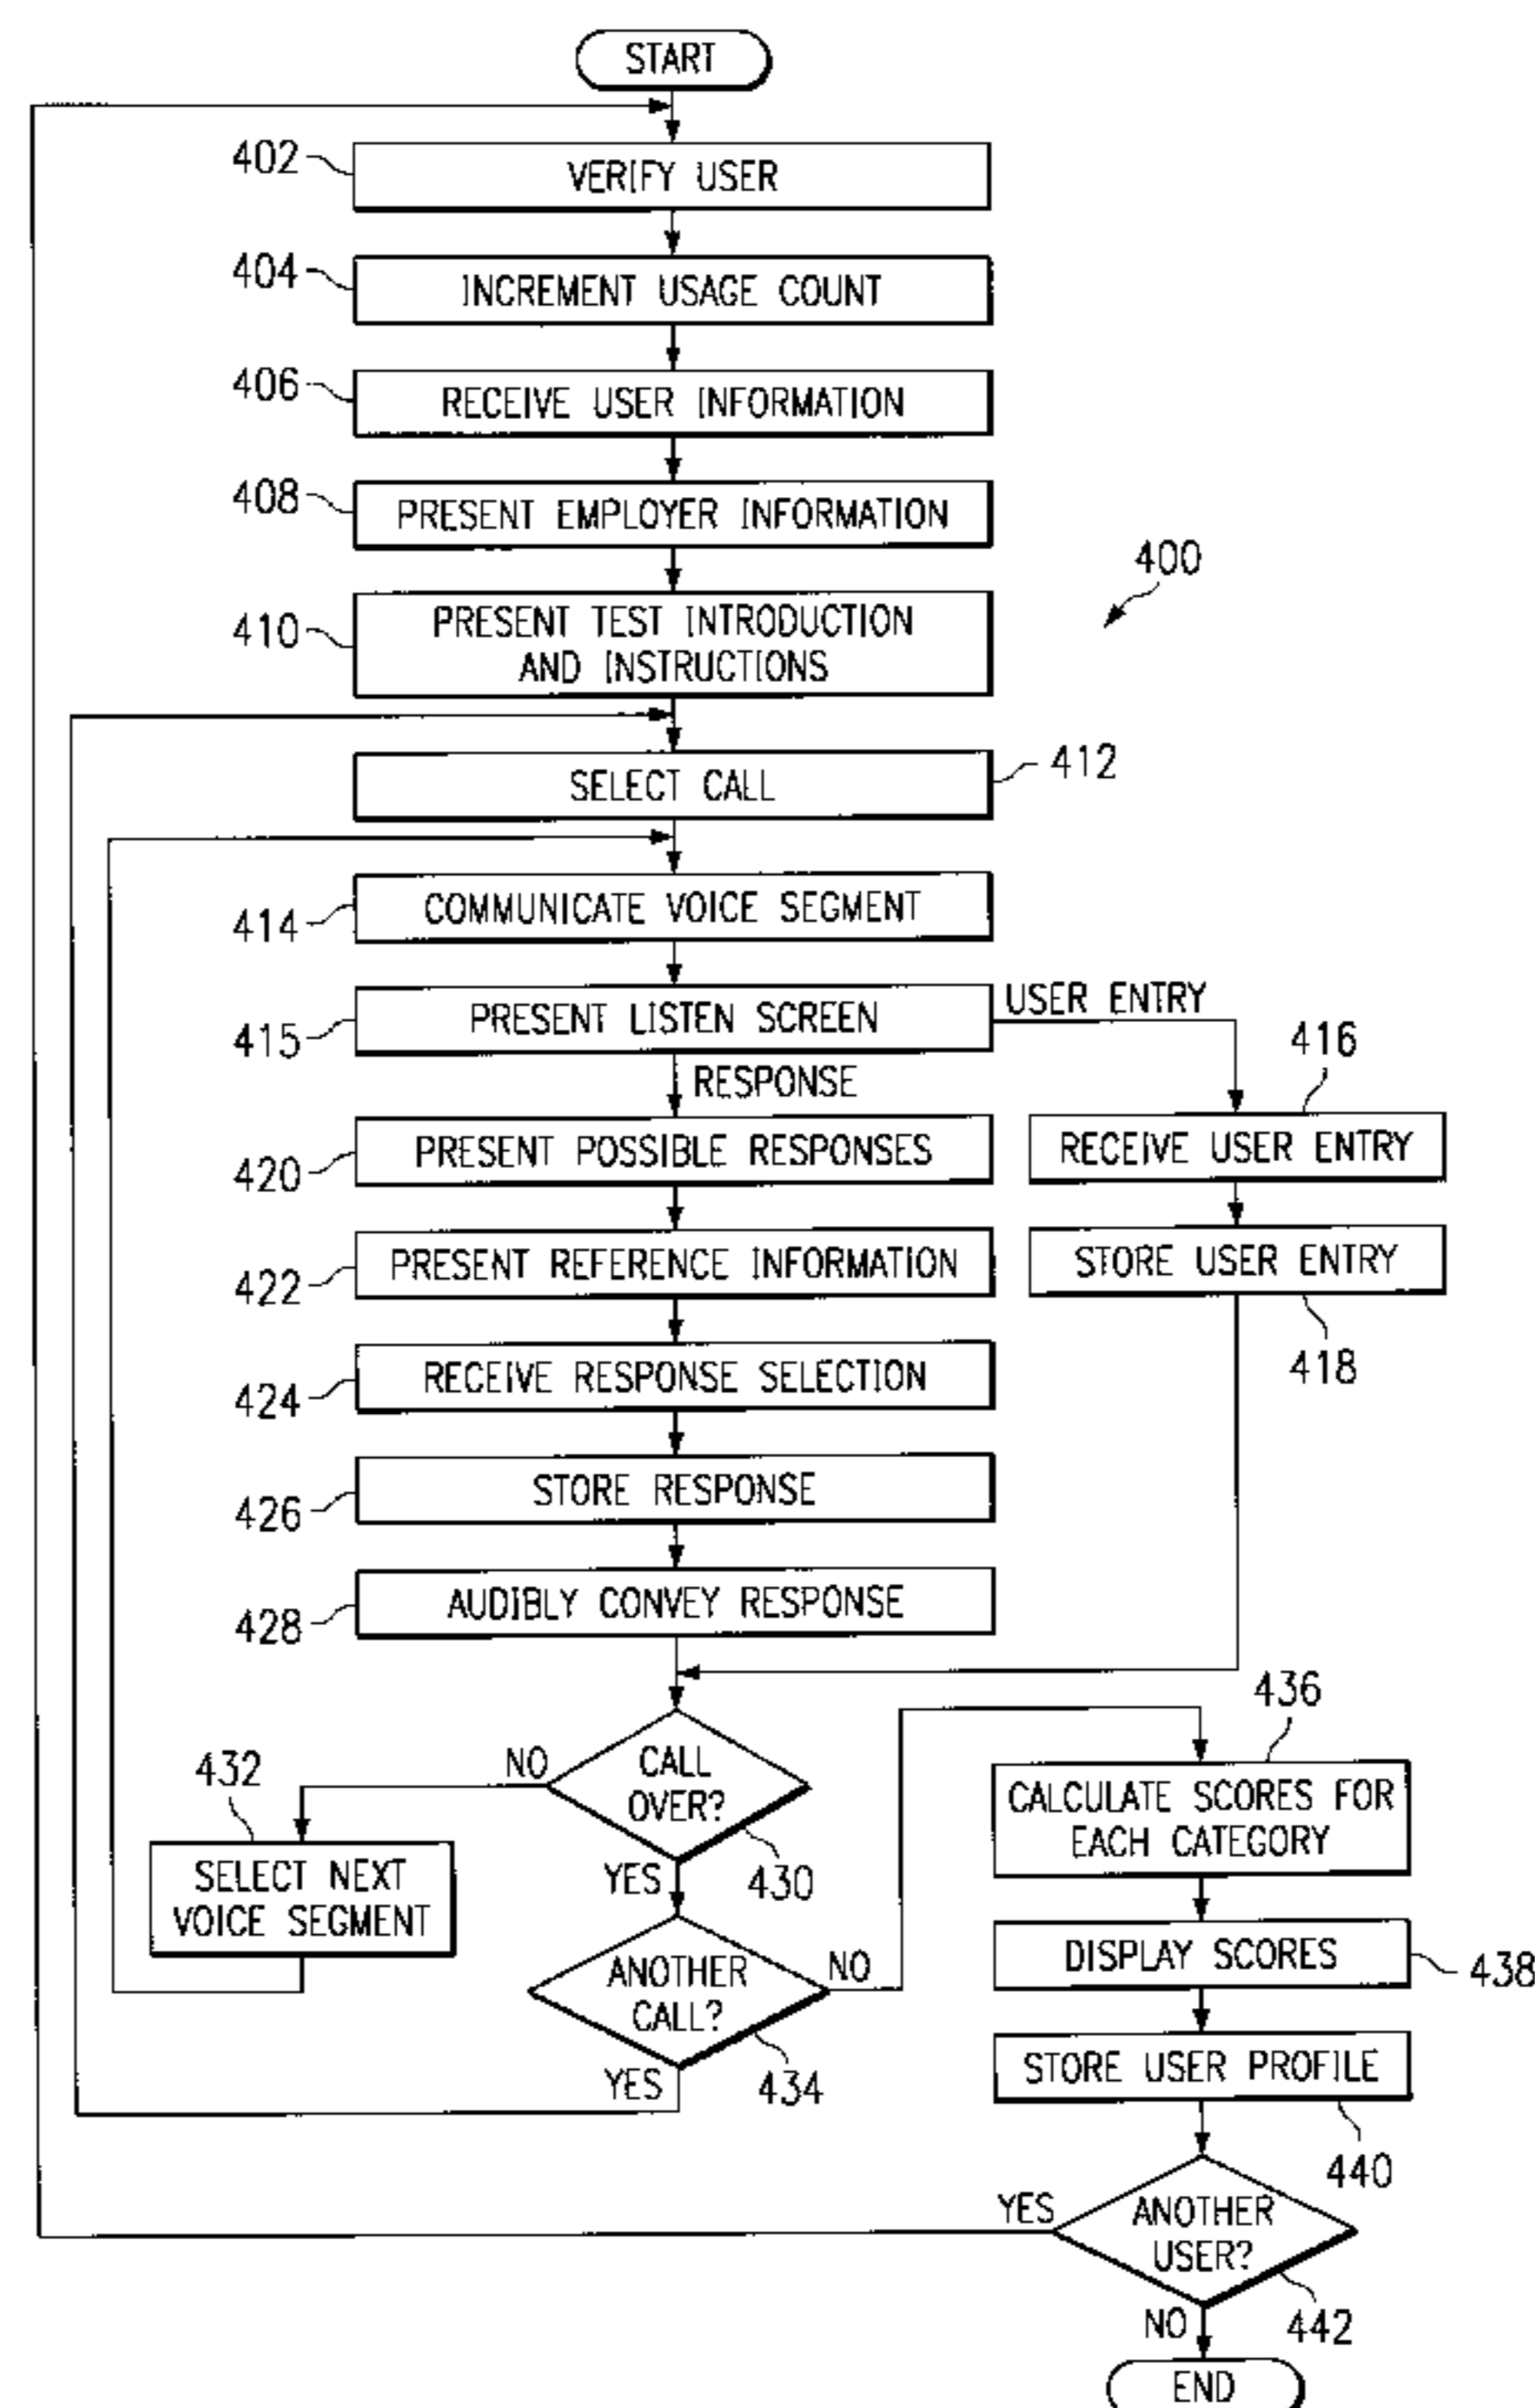 START
402
VERIFY USER
404
INCREMENT USAGE COUNT
406
RECEIVE USER INFORMATION
408
PRESENT EMPLOYER INFORMATION
400
410
PRESENT TEST INTRODUCTION
AND INSTRUCTIONS
412
SELECT CALL
414
COMMUNICATE VOICE SEGMENT
415
PRESENT LISTEN SCREEN
USER ENTRY
RESPONSE
416
RECEIVE USER ENTRY
420
PRESENT POSSIBLE RESPONSES
STORE USER ENTRY
418
422
PRESENT REFERENCE INFORMATION
424
RECEIVE RESPONSE SELECTION
426
STORE RESPONSE
428
AUDIBLY CONVEY RESPONSE
CALL
OVER?
430
NO
YES
432
SELECT NEXT
VOICE SEGMENT
ANOTHER
CALL?
434
NO
YES
436
CALCULATE SCORES FOR
EACH CATEGORY
DISPLAY SCORES
438
STORE USER PROFILE
440
ANOTHER
USER?
442
YES
NO
END